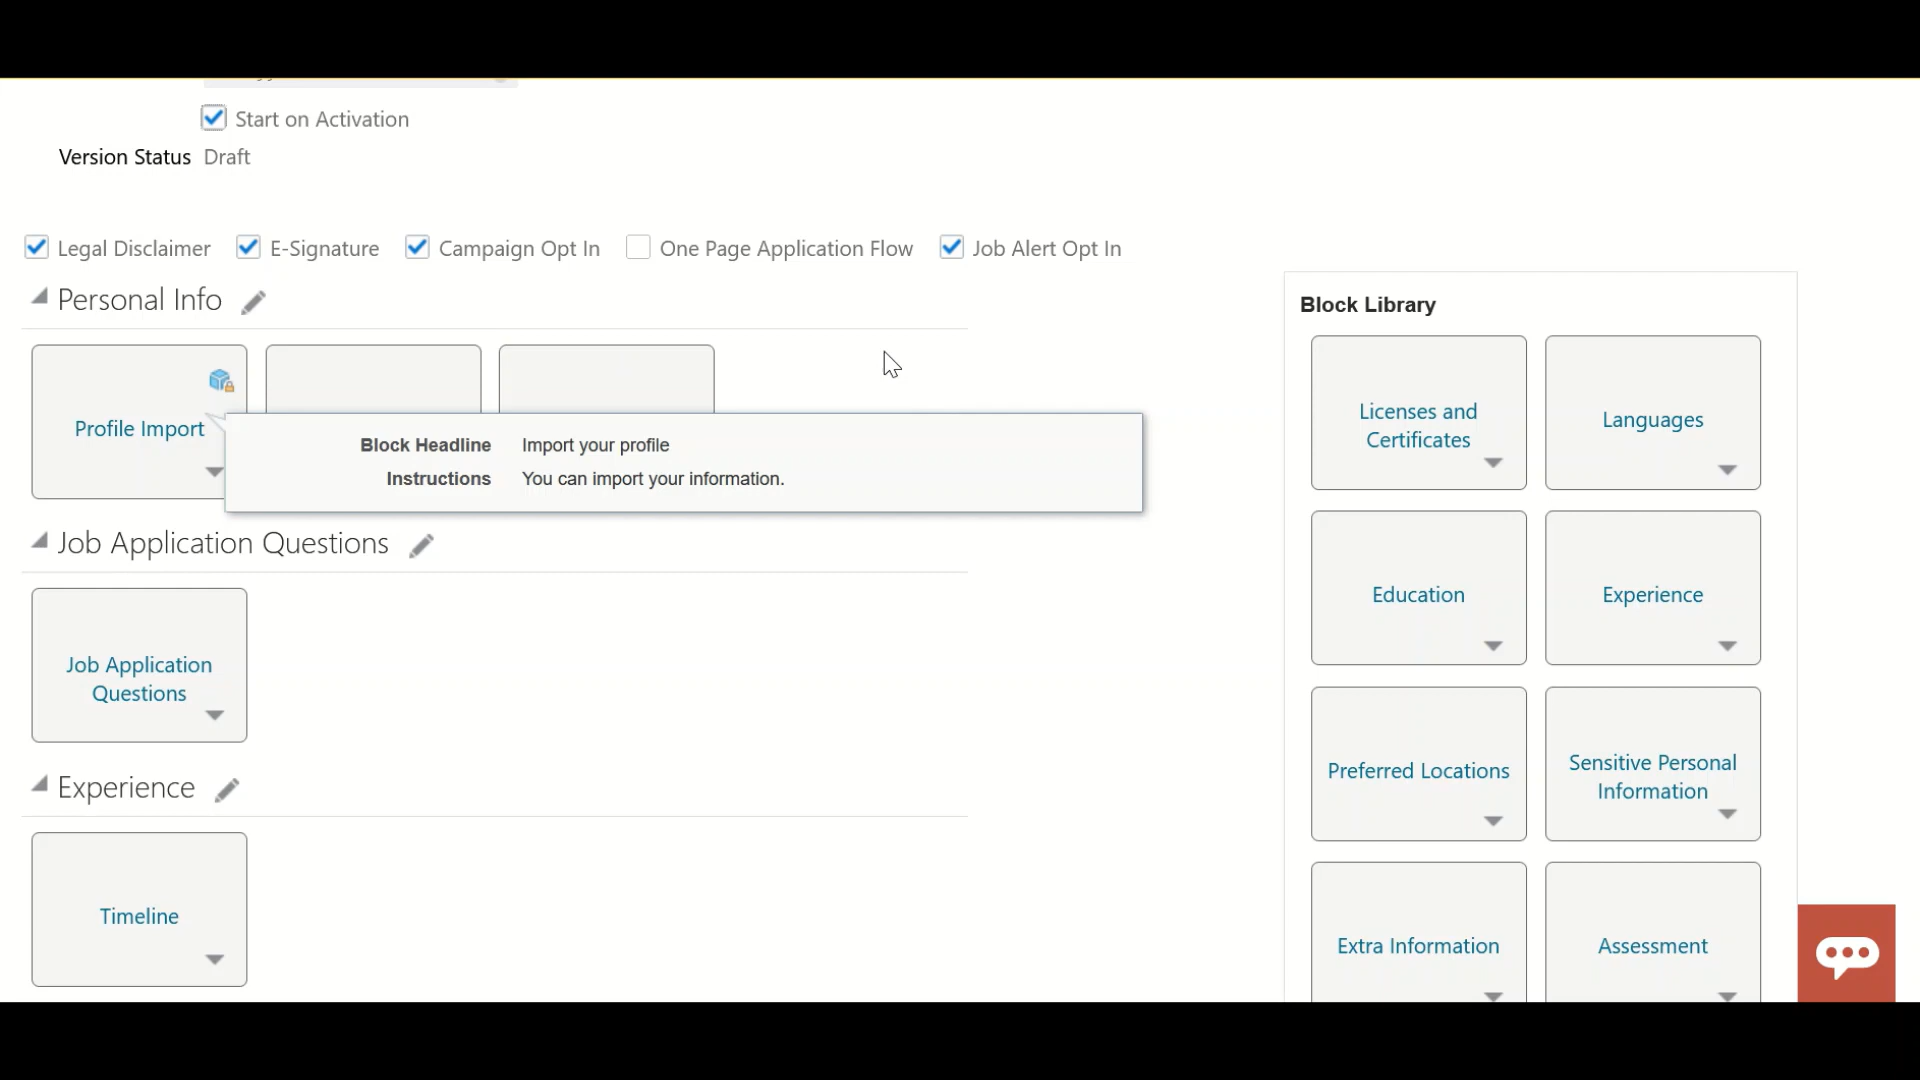 Start on Activation
Version Status Draft
Legal Disclaimer E-Signature Campaign Opt In One Page Application Flow Job Alert Opt In
Personal Info
Profile Import
Block Headline Import your profile
Instructions You can import your information.
Job Application Questions
Job Application
Questions
Experience
Timeline
Block Library
Licenses and
Certificates
Languages
Education
Experience
Preferred Locations
Sensitive Personal
Information
Extra Information
Assessment